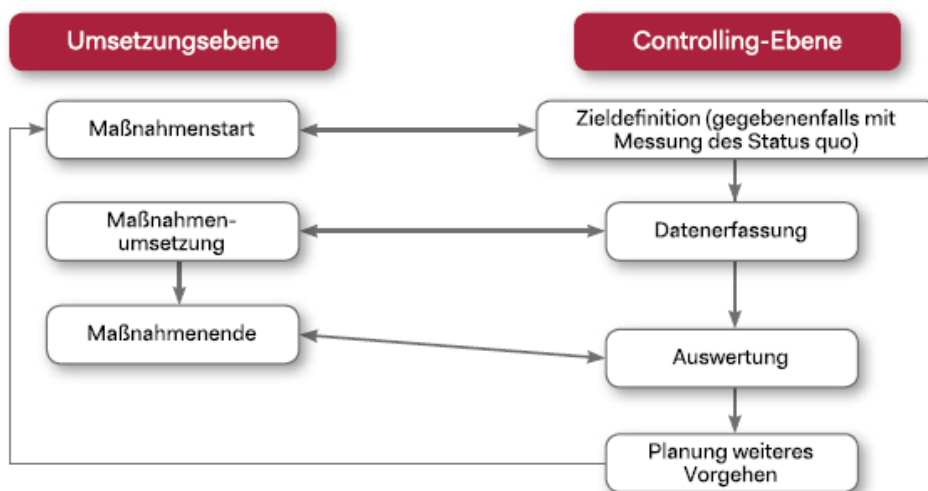 Umsetzungsebene
Controlling-Ebene
Maßnahmenstart
Zieldefinition (gegebenenfalls mit
Messung des Status quo)
Maßnahmen-
umsetzung
Datenerfassung
Maßnahmenende
Auswertung
Planung weiteres
Vorgehen